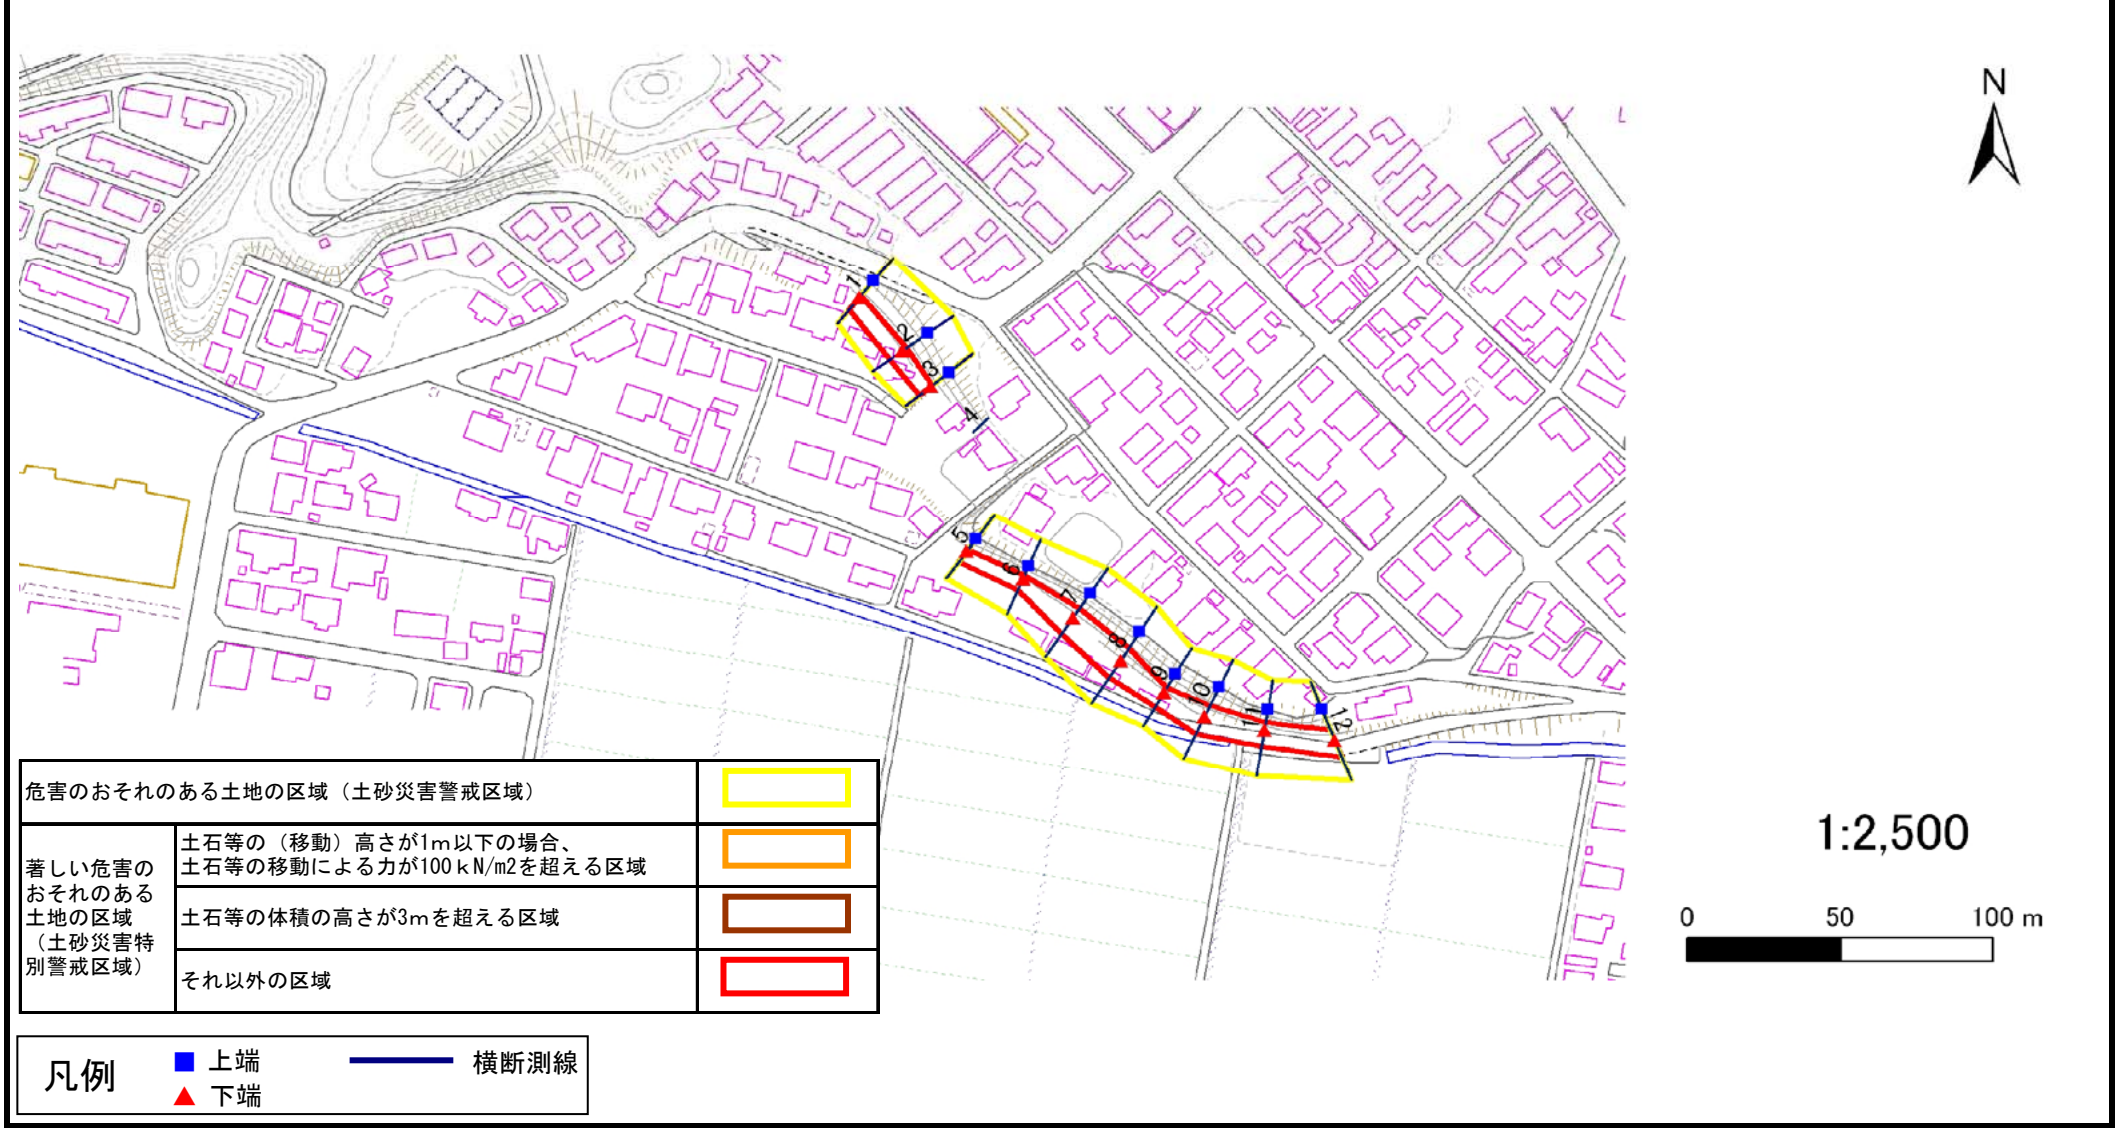 N
1
2
3
4
5
6
7
8
9
10
11
12
危害のおそれのある土地の区域（土砂災害警戒区域）
著しい危害の
おそれのある
土地の区域
（土砂災害特
別警戒区域）
土石等の（移動）高さが1ｍ以下の場合、
土石等の移動による力が100ｋN/m2を超える区域
土石等の体積の高さが3ｍを超える区域
それ以外の区域
1:2,500
0 50 100 m
凡例
上端
横断測線
下端